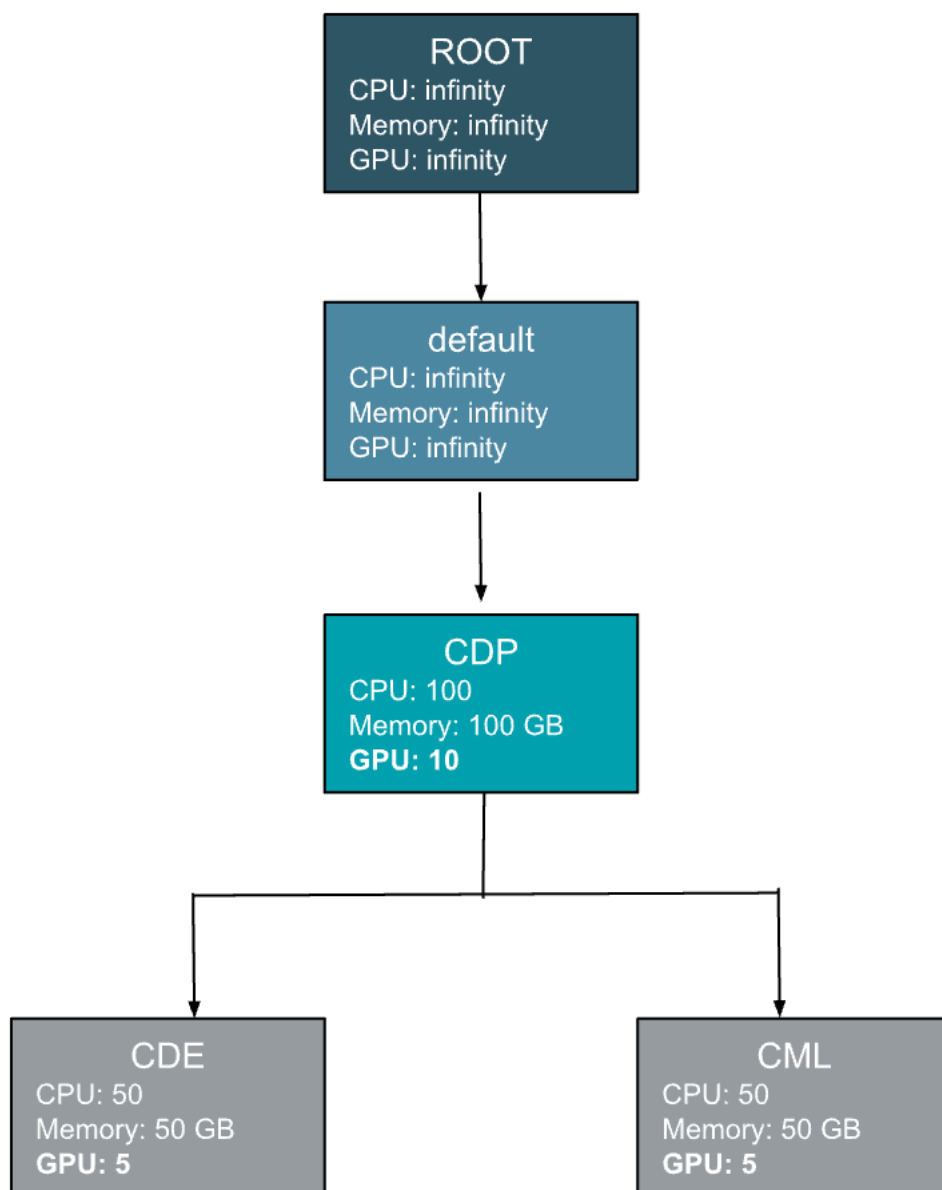 ROOT
CPU: infinity
Memory: infinity
GPU: infinity
default
CPU: infinity
Memory: infinity
GPU: infinity
CDP
CPU: 100
Memory: 100 GB
GPU: 10
CDE
CPU: 50
Memory: 50 GB
GPU: 5
CML
CPU: 50
Memory: 50 GB
GPU: 5